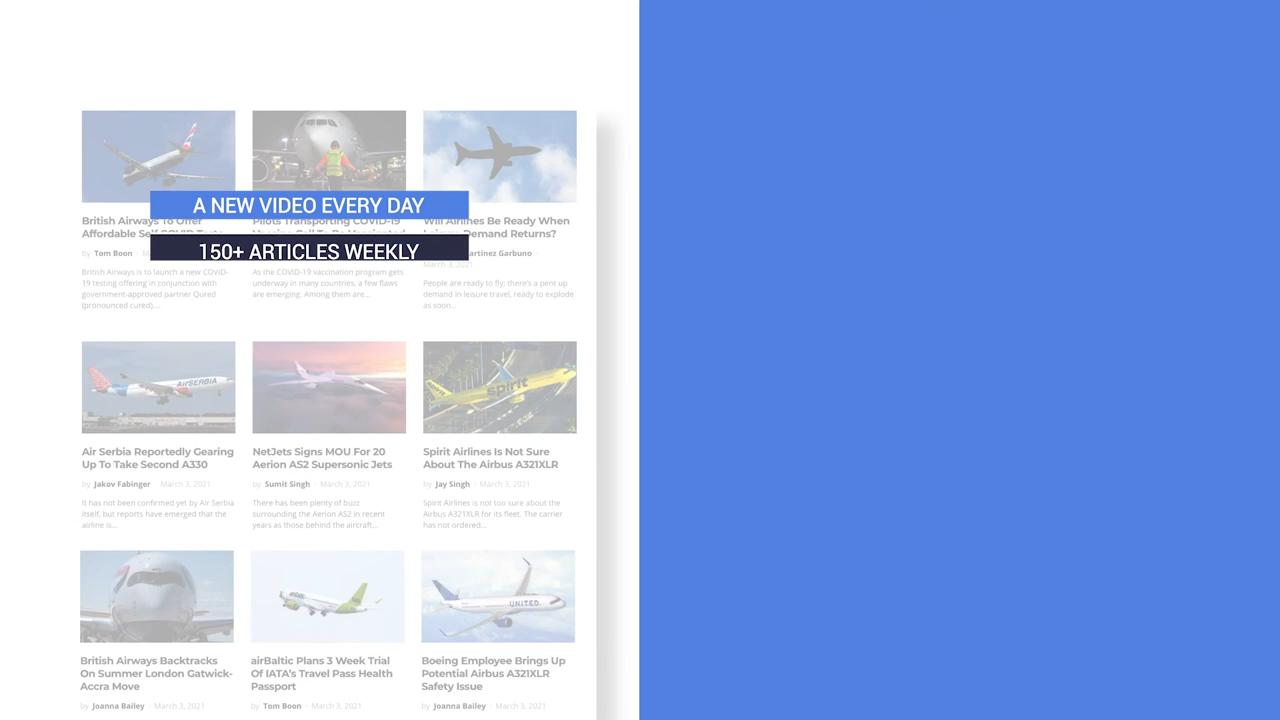 A NEW VIDEO EVERY DAY
150+ ARTICLES WEEKLY
British Airways To Offer
Affordable Self
by Tom Boon
British Airways is to launch a new COVID-
19 testing offering in conjunction with
government-approved partner Qured
(pronounced cured),...
Pilots Transporting COVID-19
As the COVID-19 vaccination program gets
underway in many countries, a few flaws
are emerging. Among them are...
Will Airlines Be Ready When
Demand Returns?
artínez Garbuno -
March 3, 2021
People are ready to fly; there's a pent up
demand in leisure travel, ready to explode
as soon...
AIRSERBIA
spirit
Air Serbia Reportedly Gearing
Up To Take Second A330
by Jakov Fabinger March 3, 2021
It has not been confirmed yet by Air Serbia
itself, but reports have emerged that the
airline is...
NetJets Signs MOU For 20
Aerion AS2 Supersonic Jets
by Sumit Singh - March 3, 2021
There has been plenty of buzz
surrounding the Aerion AS2 in recent
years as those behind the aircraft...
Spirit Airlines Is Not Sure
About The Airbus A321XLR
by Jay Singh - March 3, 2021
Spirit Airlines is not too sure about the
Airbus A321XLR for its fleet. The carrier
has not ordered...
UNITED
British Airways Backtracks
On Summer London Gatwick-
Accra Move
by Joanna Bailey - March 3, 2021
airBaltic Plans 3 Week Trial
Of IATA's Travel Pass Health
Passport
by Tom Boon - March 3, 2021
Boeing Employee Brings Up
Potential Airbus A321XLR
Safety Issue
by Joanna Bailey - March 3, 2021